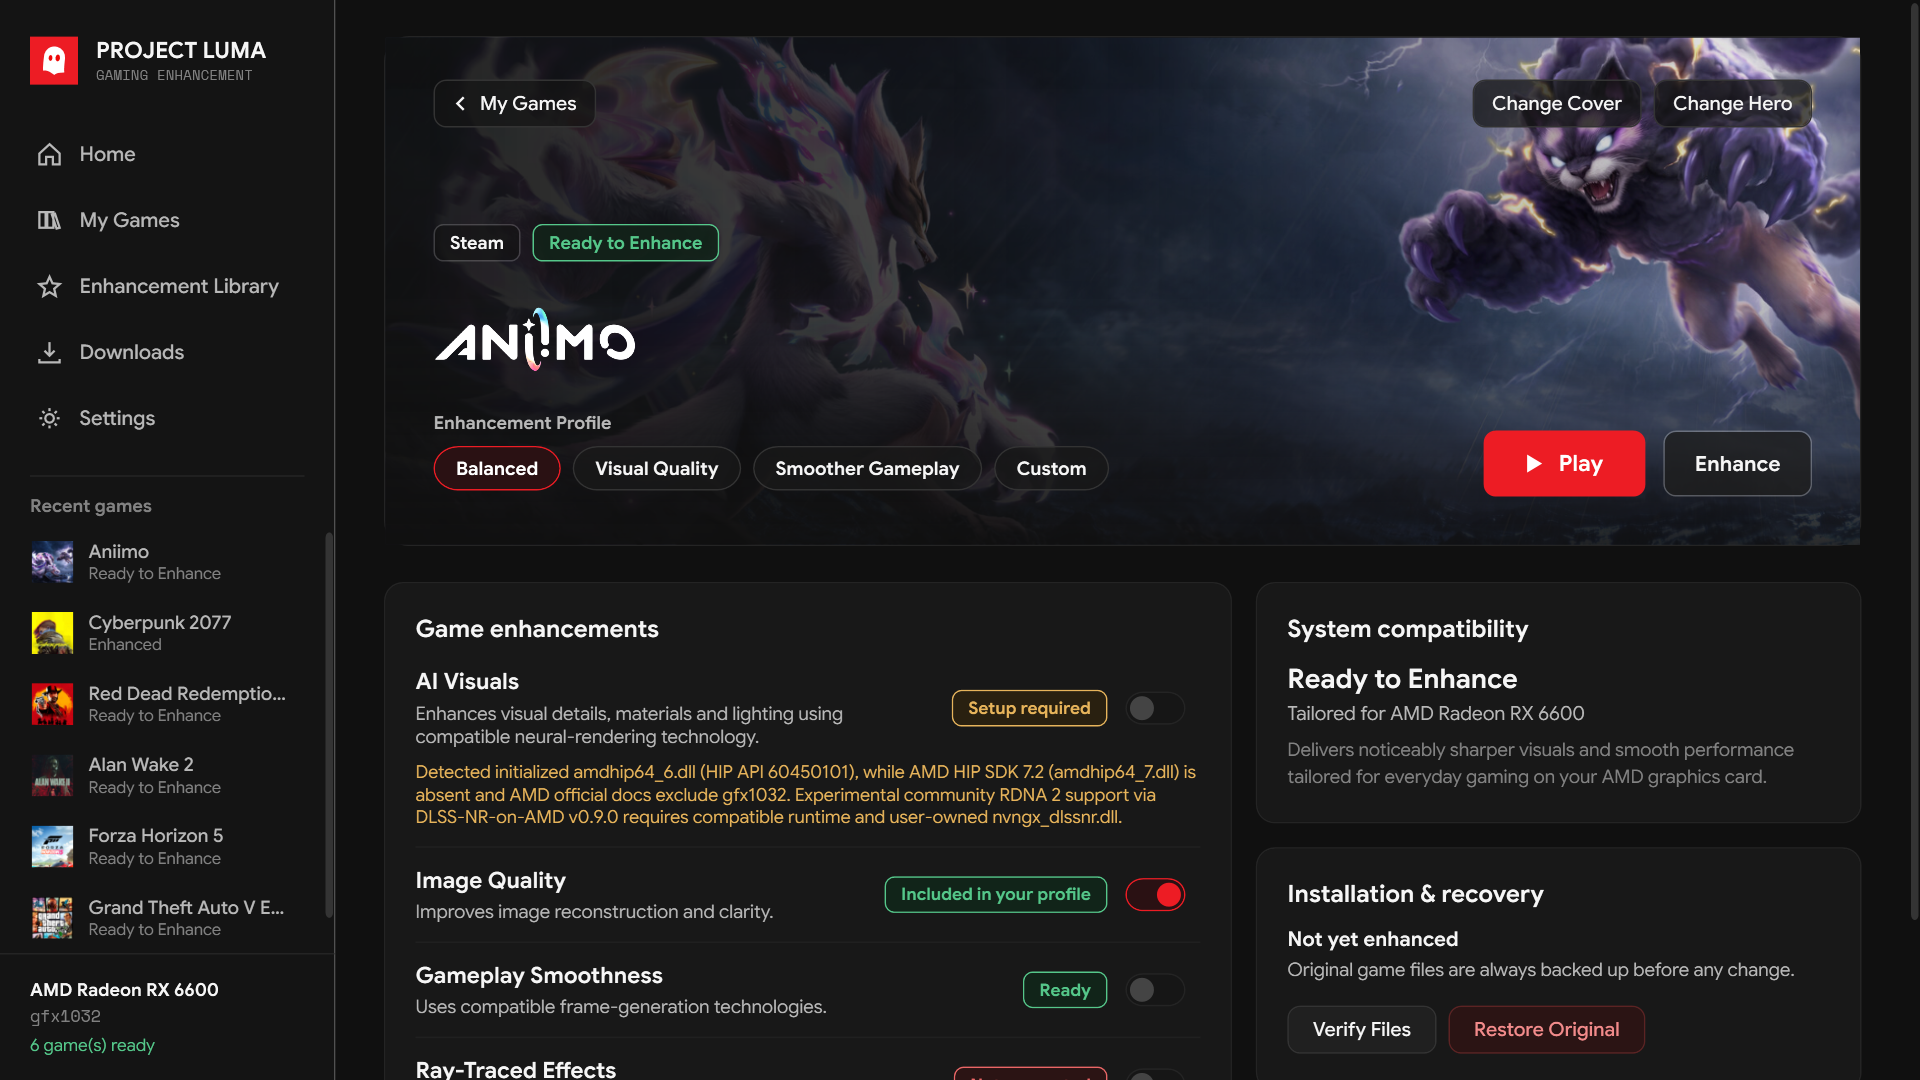 PROJECT LUMA
GAMING ENHANCEMENT
Home
My Games
Enhancement Library
Downloads
Settings
Recent games
Aniimo
Ready to Enhance
Cyberpunk 2077
Enhanced
Red Dead Redemptio...
Ready to Enhance
Alan Wake 2
Ready to Enhance
Forza Horizon 5
Ready to Enhance
Grand Theft Auto V E...
Ready to Enhance
AMD Radeon RX 6600
gfx1032
6 game(s) ready
My Games
Change Cover
Change Hero
Steam
Ready to Enhance
ANIIMO
Enhancement Profile
Balanced
Visual Quality
Smoother Gameplay
Custom
Play
Enhance
Game enhancements
AI Visuals
Enhances visual details, materials and lighting using
compatible neural-rendering technology.
Setup required
Detected initialized amdhip64_6.dll (HIP API 60450101), while AMD HIP SDK 7.2 (amdhip64_7.dll) is
absent and AMD official docs exclude gfx1032. Experimental community RDNA 2 support via
DLSS-NR-on-AMD v0.9.0 requires compatible runtime and user-owned nvngx_dlssnr.dll.
Image Quality
Improves image reconstruction and clarity.
Included in your profile
Gameplay Smoothness
Uses compatible frame-generation technologies.
Ready
Ray-Traced Effects
System compatibility
Ready to Enhance
Tailored for AMD Radeon RX 6600
Delivers noticeably sharper visuals and smooth performance
tailored for everyday gaming on your AMD graphics card.
Installation & recovery
Not yet enhanced
Original game files are always backed up before any change.
Verify Files
Restore Original